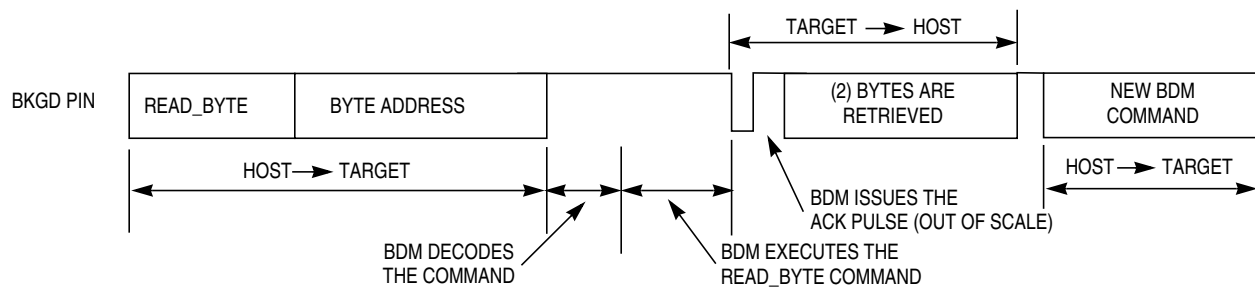 TARGET → HOST
BKGD PIN
READ_BYTE
BYTE ADDRESS
(2) BYTES ARE
RETRIEVED
NEW BDM
COMMAND
HOST → TARGET
HOST → TARGET
BDM ISSUES THE
ACK PULSE (OUT OF SCALE)
BDM DECODES
THE COMMAND
BDM EXECUTES THE
READ_BYTE COMMAND